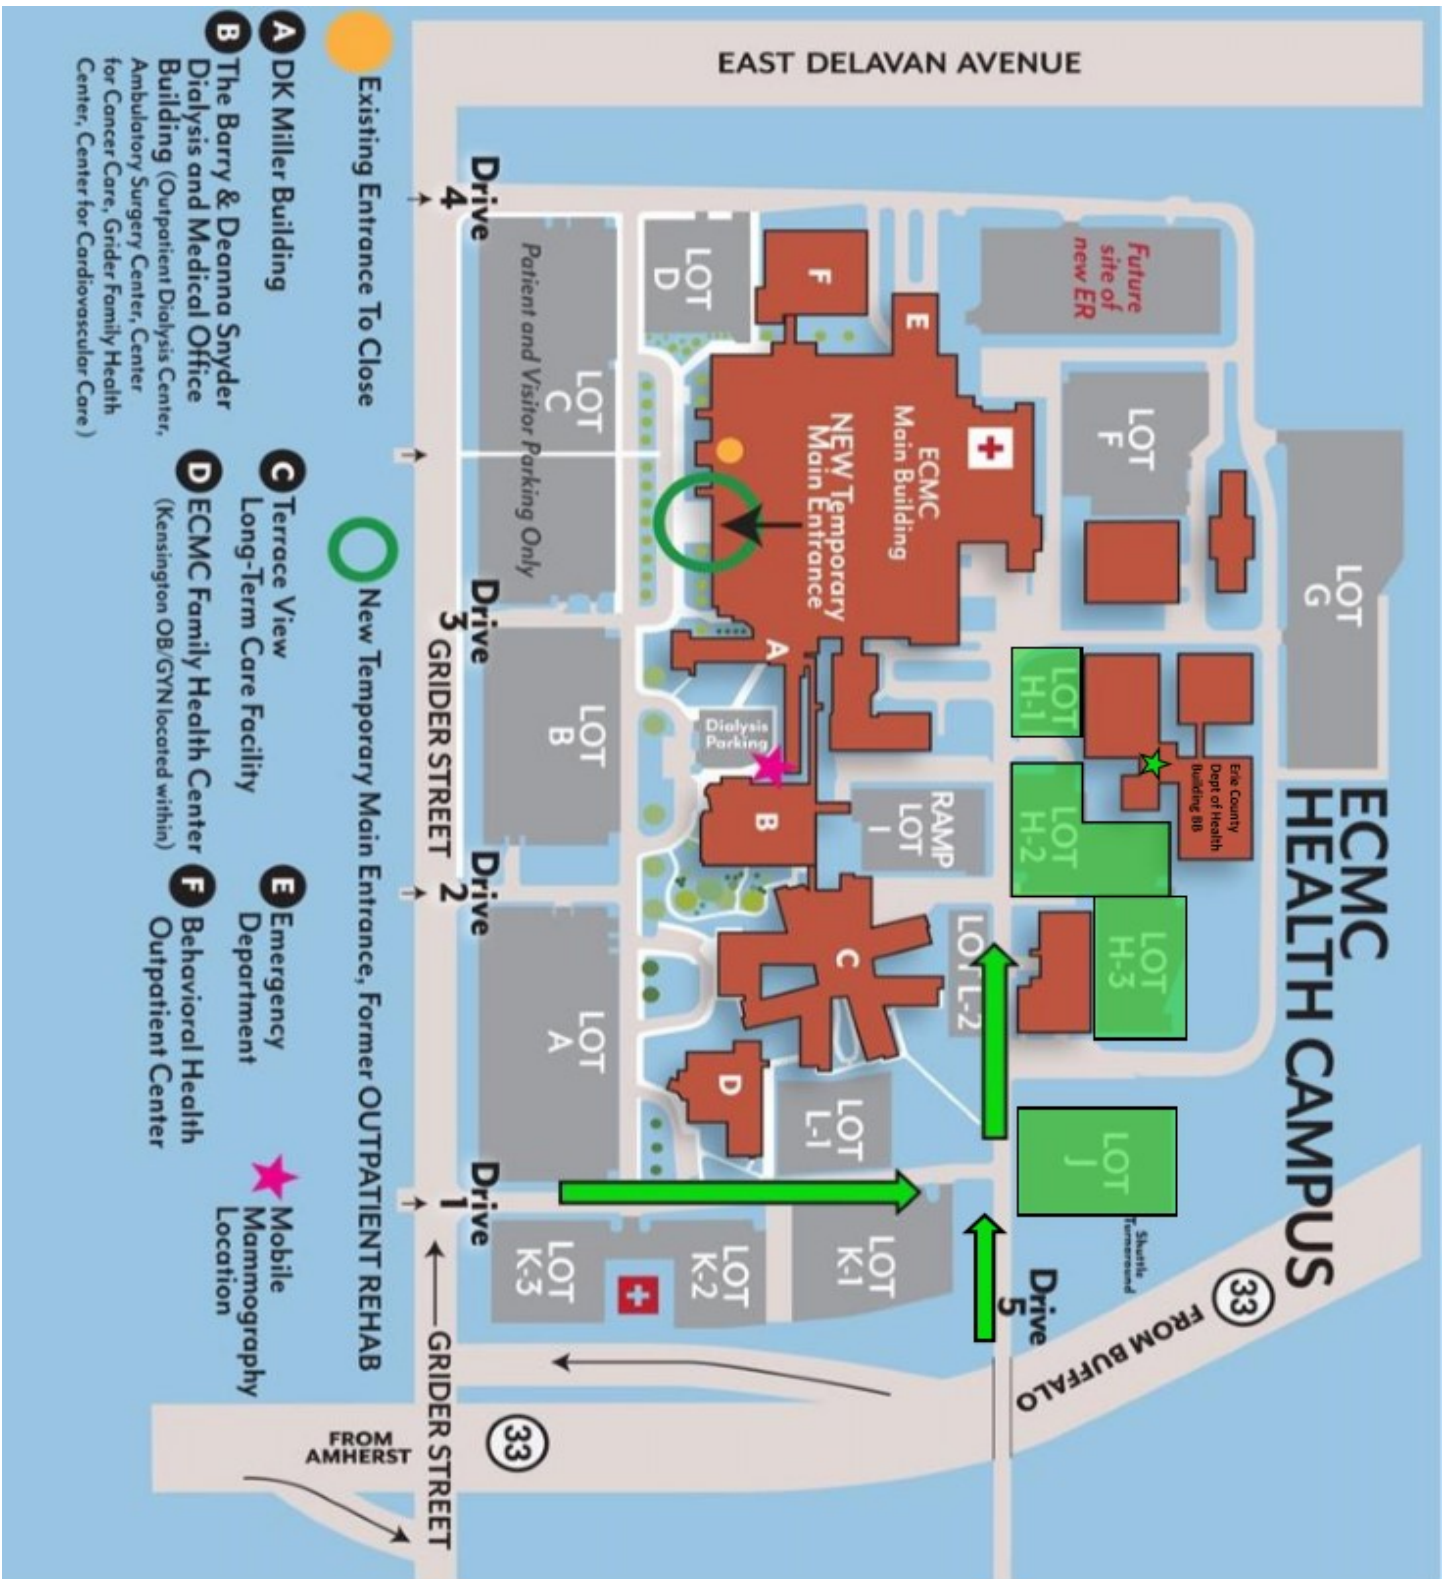 EAST DELAVAN AVENUE
ECMC
HEALTH CAMPUS
Existing Entrance To Close
A DK Miller Building
B The Barry & Deanna Snyder
Dialysis and Medical Office
Building (Outpatient Dialysis Center,
Ambulatory Surgery Center, Center
for Cancer Care, Grider Family Health
Center, Center for Cardiovascular Care )
New Temporary Main Entrance, Former OUTPATIENT REHAB
C Terrace View
Long-Term Care Facility
D ECMC Family Health Center
(Kensington OB/GYN located within)
E Emergency
Department
F Behavioral Health
Outpatient Center
Mobile
Mammography
Location
Drive
4
Drive
3
Drive
2
Drive
1
Drive
5
GRIDER STREET
GRIDER STREET
Patient and Visitor Parking Only
LOT
C
LOT
D
LOT
B
LOT
A
LOT
K-3
LOT
K-2
LOT
K-1
LOT
L-1
LOT L-2
RAMP
LOT
I
Dialysis
Parking
F
E
A
B
C
D
ECMC
Main Building
NEW Temporary
Main Entrance
Future
site of
new ER
LOT
F
LOT
G
LOT
H-1
LOT
H-2
LOT
H-3
LOT
J
Erie County
Dept of Health
Building BB
Shuttle
Turnaround
33
FROM BUFFALO
33
FROM
AMHERST